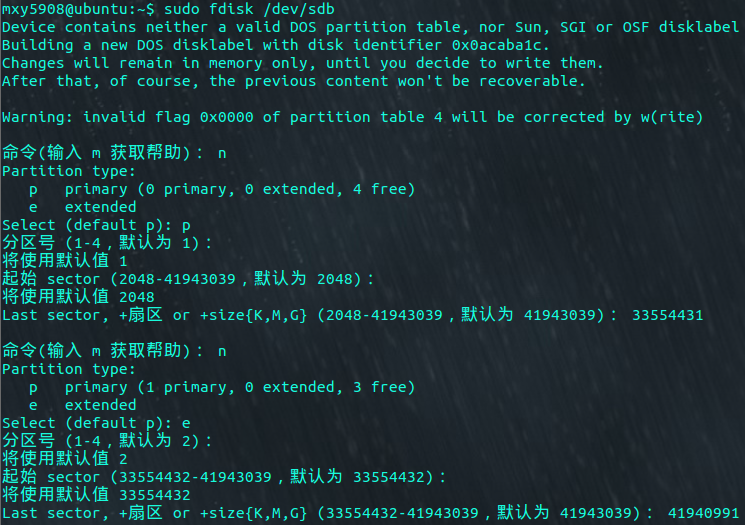 mxy5908@ubuntu:~$ sudo fdisk /dev/sdb
Device contains neither a valid DOS partition table, nor Sun, SGI or OSF disklabel
Building a new DOS disklabel with disk identifier 0x0acaba1c.
Changes will remain in memory only, until you decide to write them.
After that, of course, the previous content won't be recoverable.

Warning: invalid flag 0x0000 of partition table 4 will be corrected by w(rite)

命令(输入 m 获取帮助)： n
Partition type:
   p   primary (0 primary, 0 extended, 4 free)
   e   extended
Select (default p): p
分区号 (1-4，默认为 1)：
将使用默认值 1
起始 sector (2048-41943039，默认为 2048)：
将使用默认值 2048
Last sector, +扇区 or +size{K,M,G} (2048-41943039，默认为 41943039)： 33554431

命令(输入 m 获取帮助)： n
Partition type:
   p   primary (1 primary, 0 extended, 3 free)
   e   extended
Select (default p): e
分区号 (1-4，默认为 2)：
将使用默认值 2
起始 sector (33554432-41943039，默认为 33554432)：
将使用默认值 33554432
Last sector, +扇区 or +size{K,M,G} (33554432-41943039，默认为 41943039)： 41940991